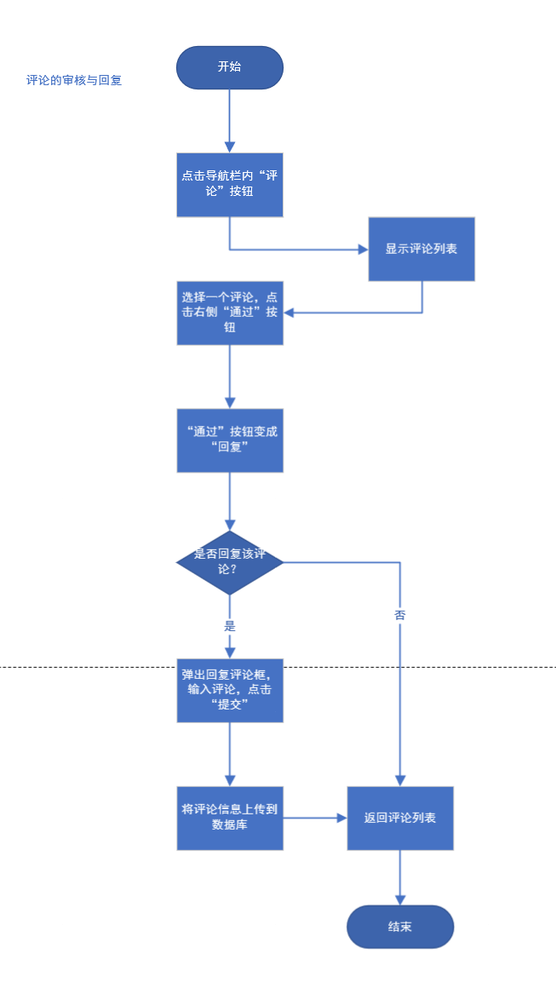 开始
评论的审核与回复
点击导航栏内“评
论”按钮
显示评论列表
选择一个评论，点
击右侧“通过”按
钮
“通过”按钮变成
“回复”
是否回复该评
论？
否
是
弹出回复评论框，
输入评论，点击
“提交”
将评论信息上传到
数据库
返回评论列表
结束